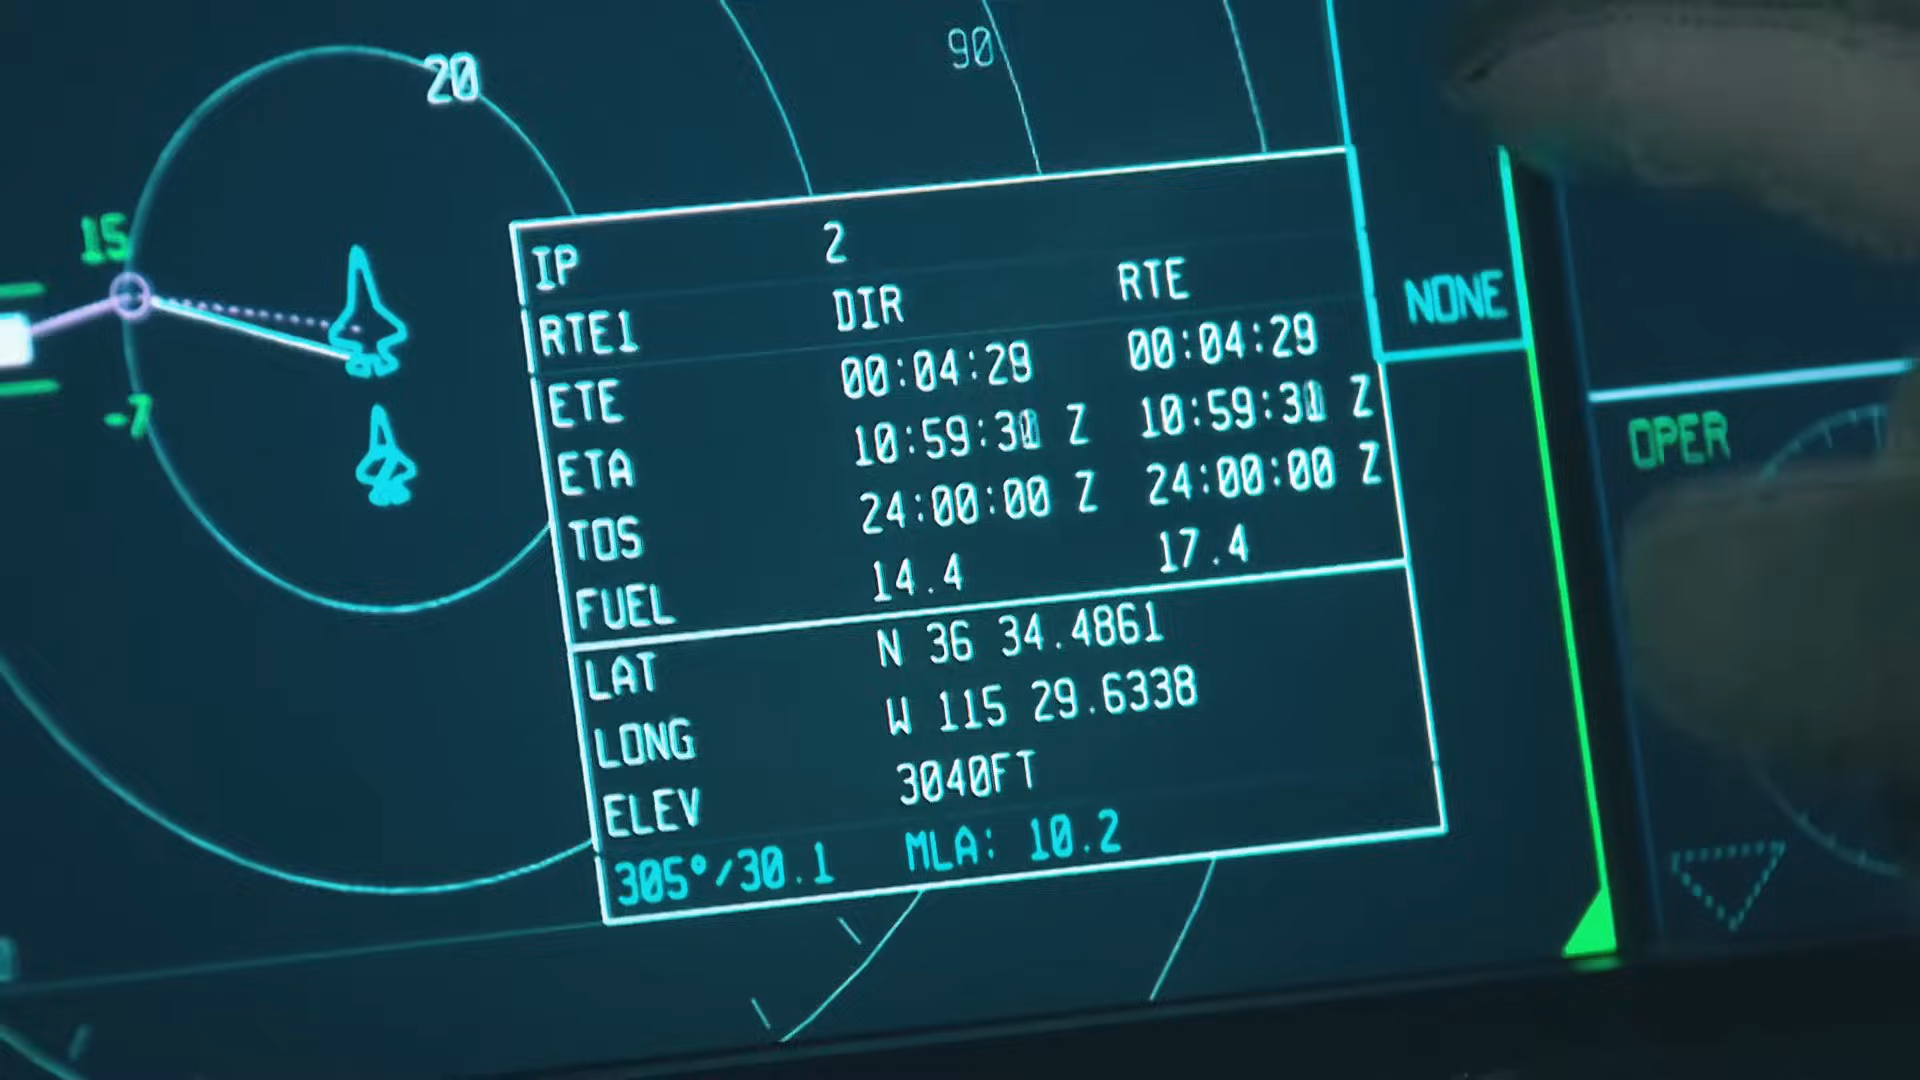 20
90
15
-7
IP 2
RTE1 DIR RTE
ETE 00:04:29 00:04:29
ETA 10:59:30 Z 10:59:31 Z
TOS 24:00:00 Z 24:00:00 Z
FUEL 14.4 17.4
LAT N 36 34.4861
LONG W 115 29.6338
ELEV 3040FT
305°/30.1 MLA: 10.2
NONE
OPER